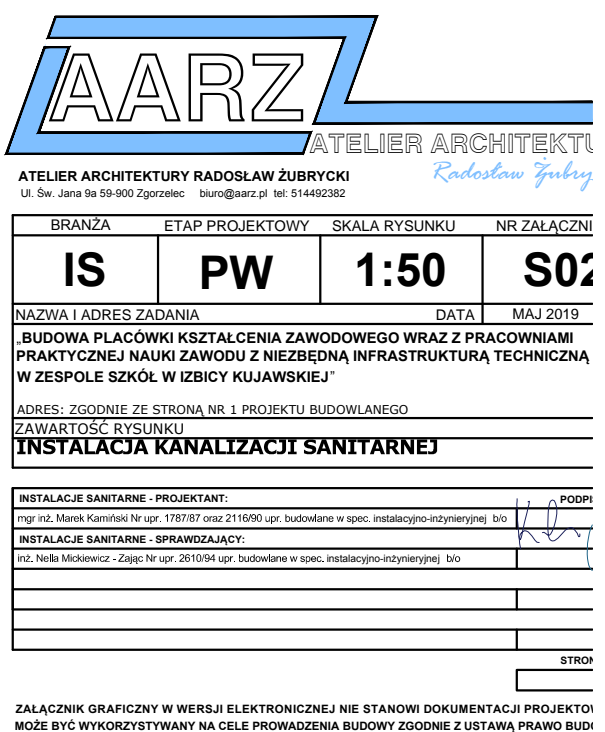 AARZ
ATELIER ARCHITEKTU
Radosław Żubry
ATELIER ARCHITEKTURY RADOSŁAW ŻUBRYCKI
Ul. Św. Jana 9a 59-900 Zgorzelec biuro@aarz.pl tel: 514492382
BRANŻA ETAP PROJEKTOWY SKALA RYSUNKU NR ZAŁĄCZNI
IS PW 1:50 S02
NAZWA I ADRES ZADANIA DATA MAJ 2019
„BUDOWA PLACÓWKI KSZTAŁCENIA ZAWODOWEGO WRAZ Z PRACOWNIAMI
PRAKTYCZNEJ NAUKI ZAWODU Z NIEZBĘDNĄ INFRASTRUKTURĄ TECHNICZNĄ
W ZESPOLE SZKÓŁ W IZBICY KUJAWSKIEJ”
ADRES: ZGODNIE ZE STRONĄ NR 1 PROJEKTU BUDOWLANEGO
ZAWARTOŚĆ RYSUNKU
INSTALACJA KANALIZACJI SANITARNEJ
INSTALACJE SANITARNE - PROJEKTANT: PODPI
mgr inż. Marek Kamiński Nr upr. 1787/87 oraz 2116/90 upr. budowlane w spec. instalacyjno-inżynieryjnej b/o
INSTALACJE SANITARNE - SPRAWDZAJĄCY:
inż. Nella Mickiewicz - Zając Nr upr. 2610/94 upr. budowlane w spec. instalacyjno-inżynieryjnej b/o
STRON
ZAŁĄCZNIK GRAFICZNY W WERSJI ELEKTRONICZNEJ NIE STANOWI DOKUMENTACJI PROJEKTOW
MOŻE BYĆ WYKORZYSTYWANY NA CELE PROWADZENIA BUDOWY ZGODNIE Z USTAWĄ PRAWO BUDO